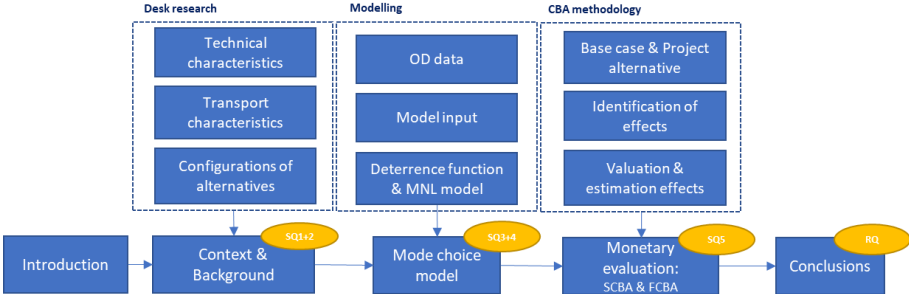 Desk research
Technical
characteristics
Transport
characteristics
Configurations of
alternatives
Modelling
OD data
Model input
Deterrence function
& MNL model
CBA methodology
Base case & Project
alternative
Identification of
effects
Valuation &
estimation effects
Introduction
SQ1+2
Context &
Background
SQ3+4
Mode choice
model
SQ5
Monetary
evaluation:
SCBA & FCBA
RQ
Conclusions